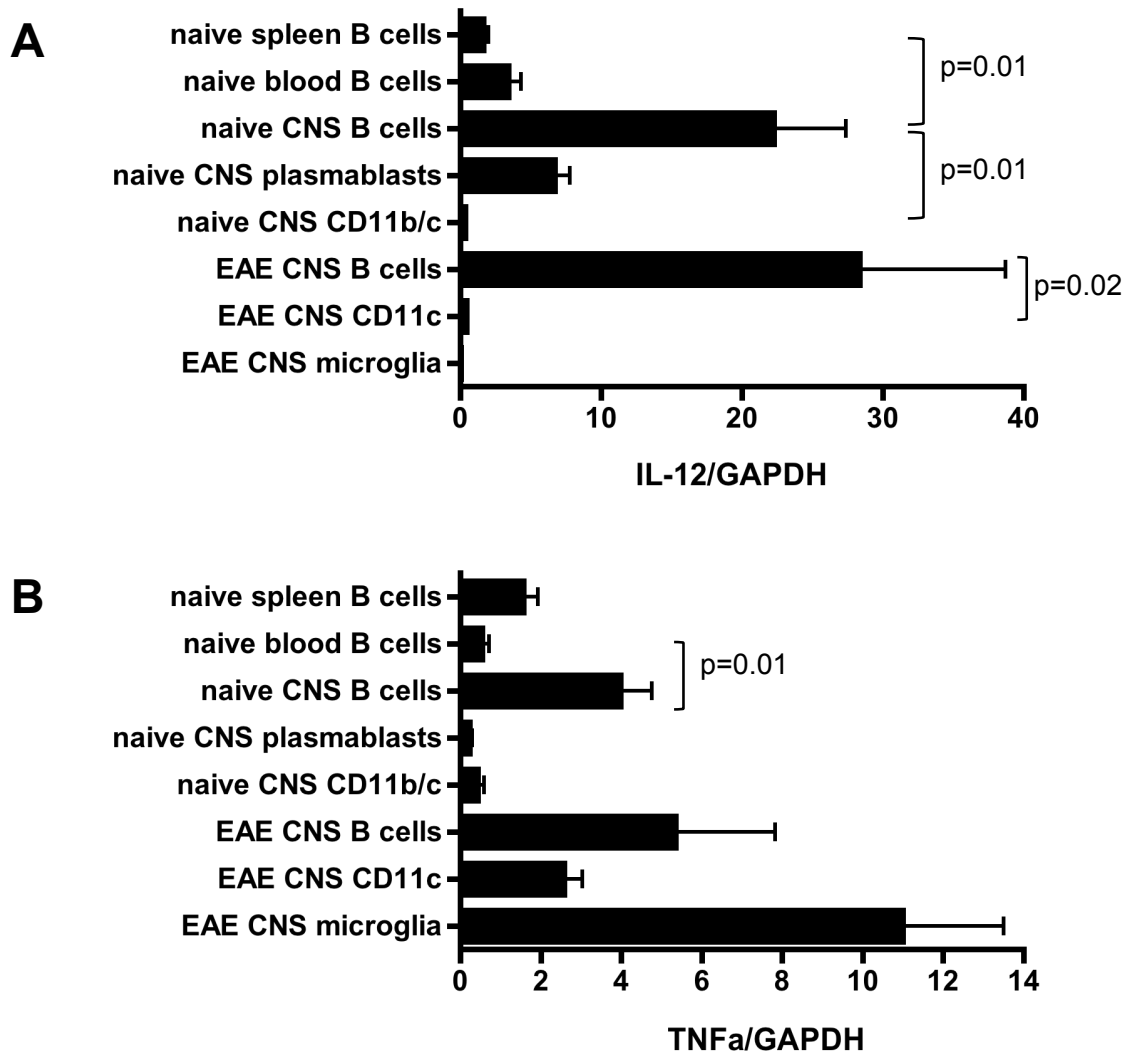 A
naive spleen B cells
naive blood B cells
naive CNS B cells
naive CNS plasmablasts
naive CNS CD11b/c
EAE CNS B cells
EAE CNS CD11c
EAE CNS microglia
p=0.01
p=0.01
p=0.02
0 10 20 30 40
IL-12/GAPDH
B
naive spleen B cells
naive blood B cells
naive CNS B cells
naive CNS plasmablasts
naive CNS CD11b/c
EAE CNS B cells
EAE CNS CD11c
EAE CNS microglia
p=0.01
0 2 4 6 8 10 12 14
TNFa/GAPDH